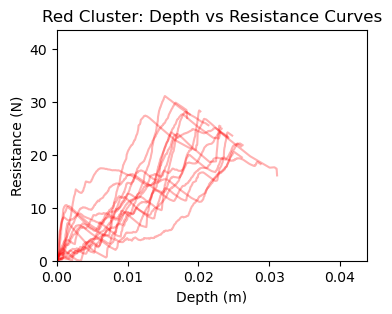 Red Cluster: Depth vs Resistance Curves
Resistance (N)
40
30
20
10
0
0.00 0.01 0.02 0.03 0.04
Depth (m)